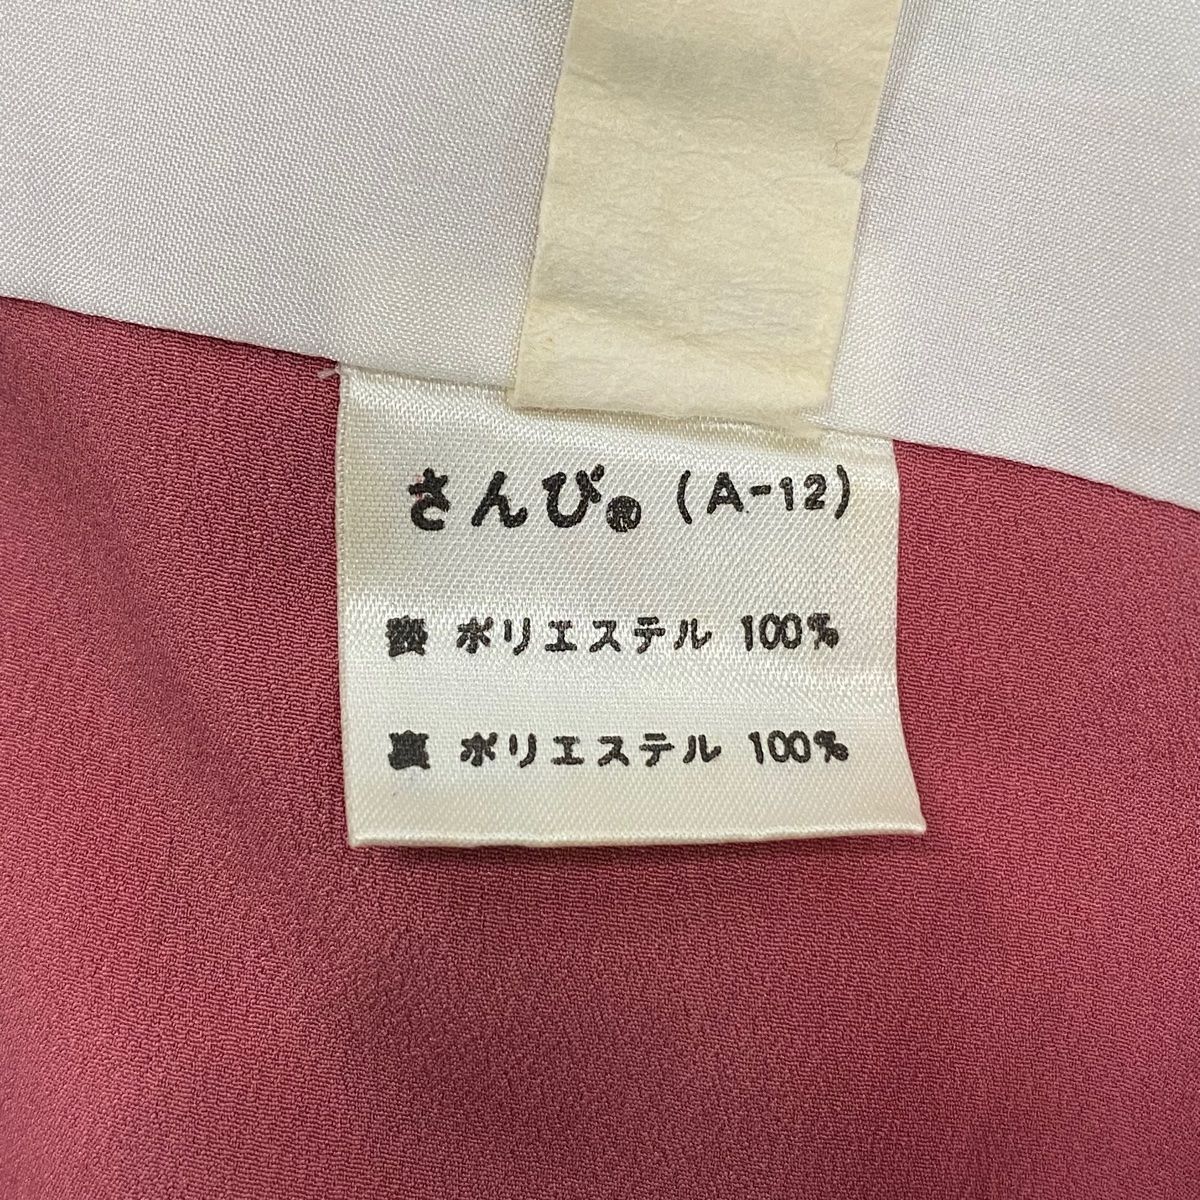 さんび® (A-12)
表 ポリエステル 100%
裏 ポリエステル 100%